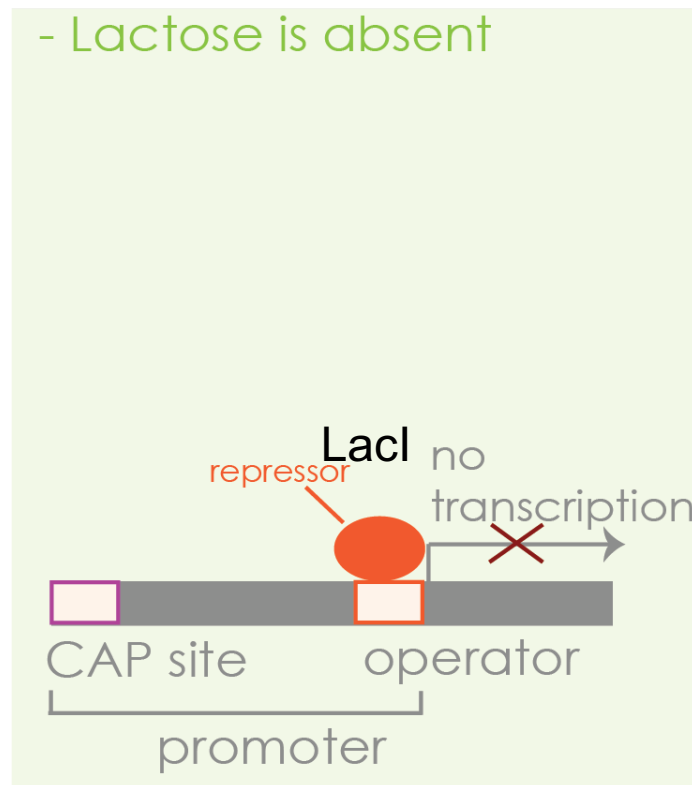 - Lactose is absent
LacI
repressor
no
transcription
CAP site
operator
promoter